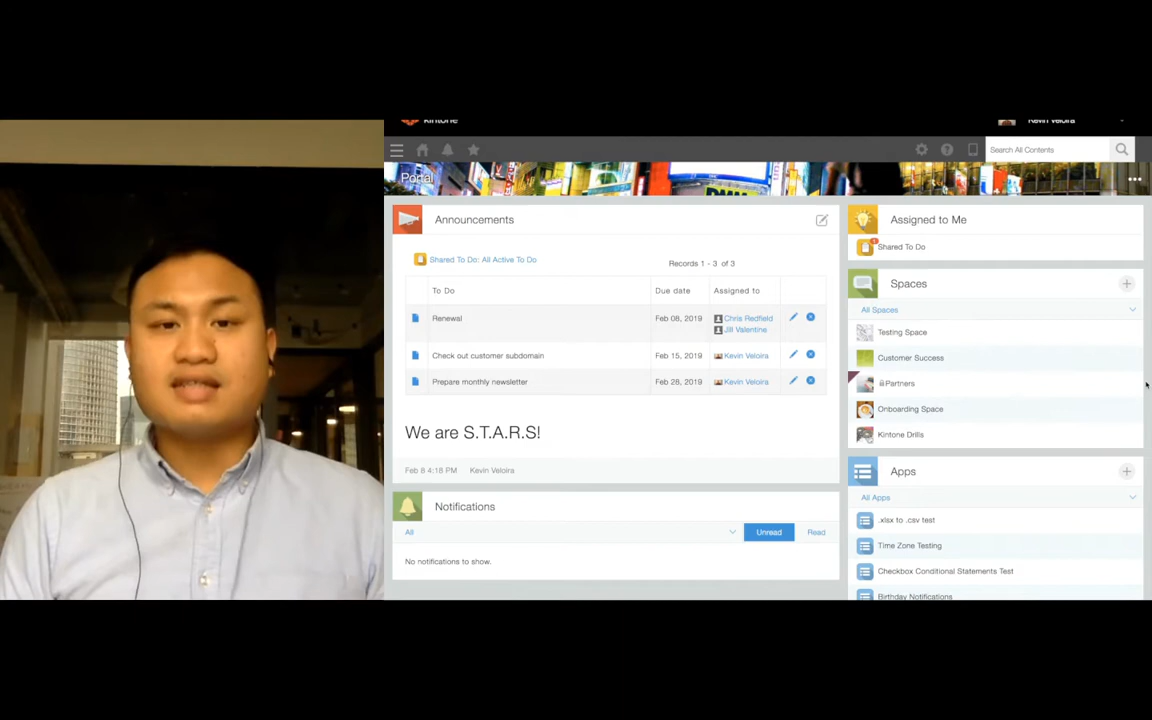 kintone
Kevin Veloira
Search All Contents
Portal
Announcements
Shared To Do: All Active To Do
Records 1 - 3 of 3
To Do Due date Assigned to
Renewal Feb 08, 2019 Chris Redfield
Jill Valentine
Check out customer subdomain Feb 15, 2019 Kevin Veloira
Prepare monthly newsletter Feb 28, 2019 Kevin Veloira
We are S.T.A.R.S!
Feb 8 4:18 PM Kevin Veloira
Notifications
All Unread Read
No notifications to show.
Assigned to Me
1
Shared To Do
Spaces
All Spaces
Testing Space
Customer Success
iiiPartners
Onboarding Space
Kintone Drills
Apps
All Apps
.xlsx to .csv test
Time Zone Testing
Checkbox Conditional Statements Test
Birthday Notifications